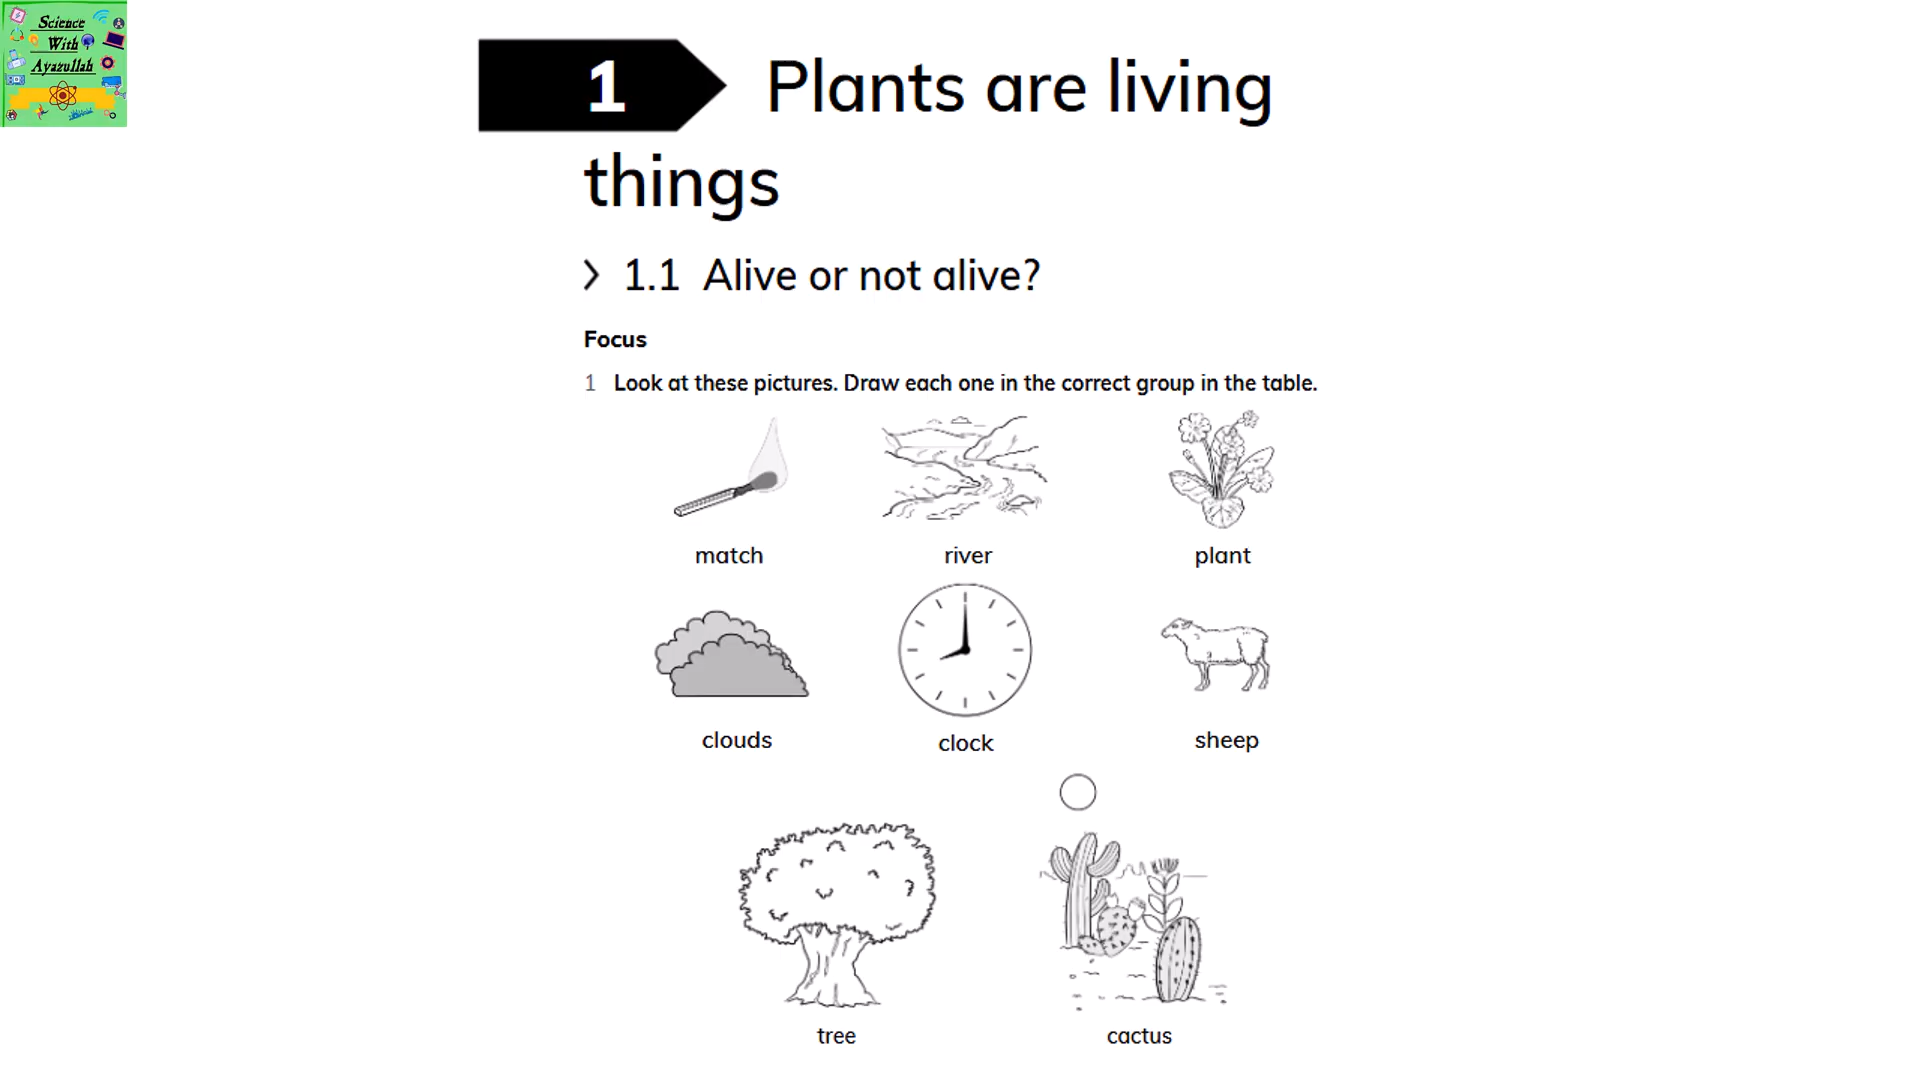 Science
With
Ayazullah
1 Plants are living
things
1.1 Alive or not alive?
Focus
1 Look at these pictures. Draw each one in the correct group in the table.
match river plant
clouds clock sheep
tree cactus